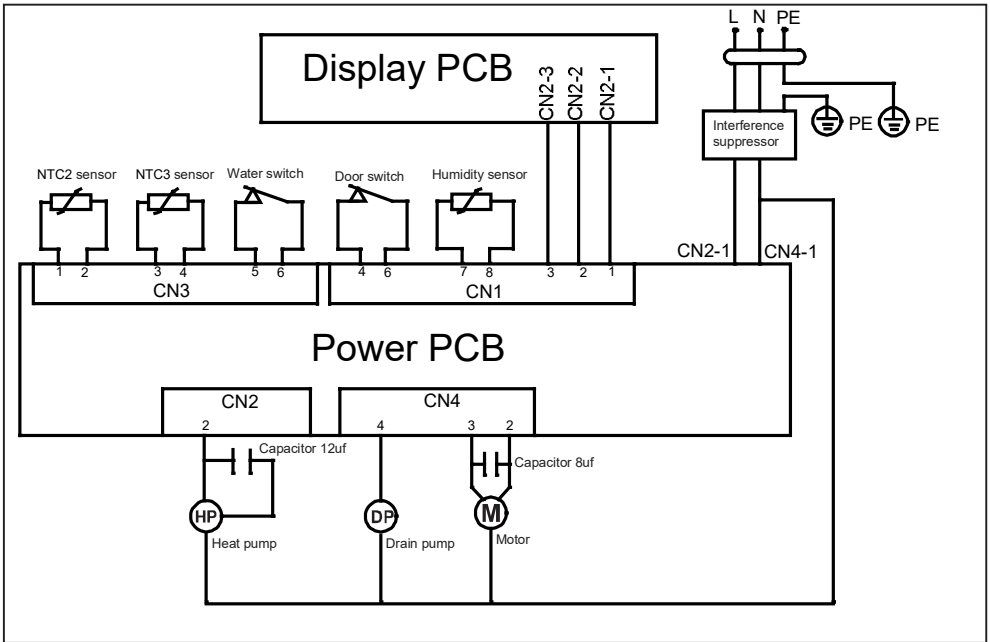 L N PE
Display PCB
CN2-3
CN2-2
CN2-1
Interference
suppressor
PE
PE
NTC2 sensor
NTC3 sensor
Water switch
Door switch
Humidity sensor
CN2-1
CN4-1
1 2 3 4 5 6 4 6 7 8 3 2 1
CN3
CN1
Power PCB
CN2
CN4
2
4
3
2
Capacitor 12uf
Capacitor 8uf
HP
DP
M
Heat pump
Drain pump
Motor